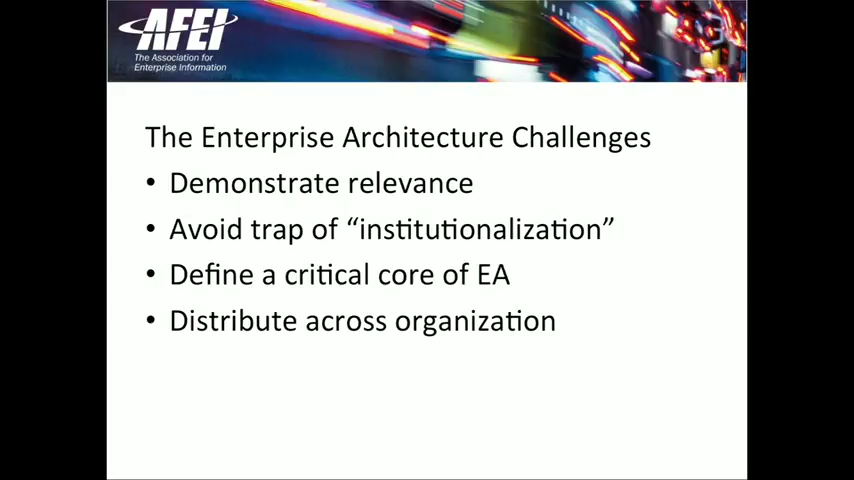 AFEI
The Association for
Enterprise Information
The Enterprise Architecture Challenges
• Demonstrate relevance
• Avoid trap of “institutionalization”
• Define a critical core of EA
• Distribute across organization